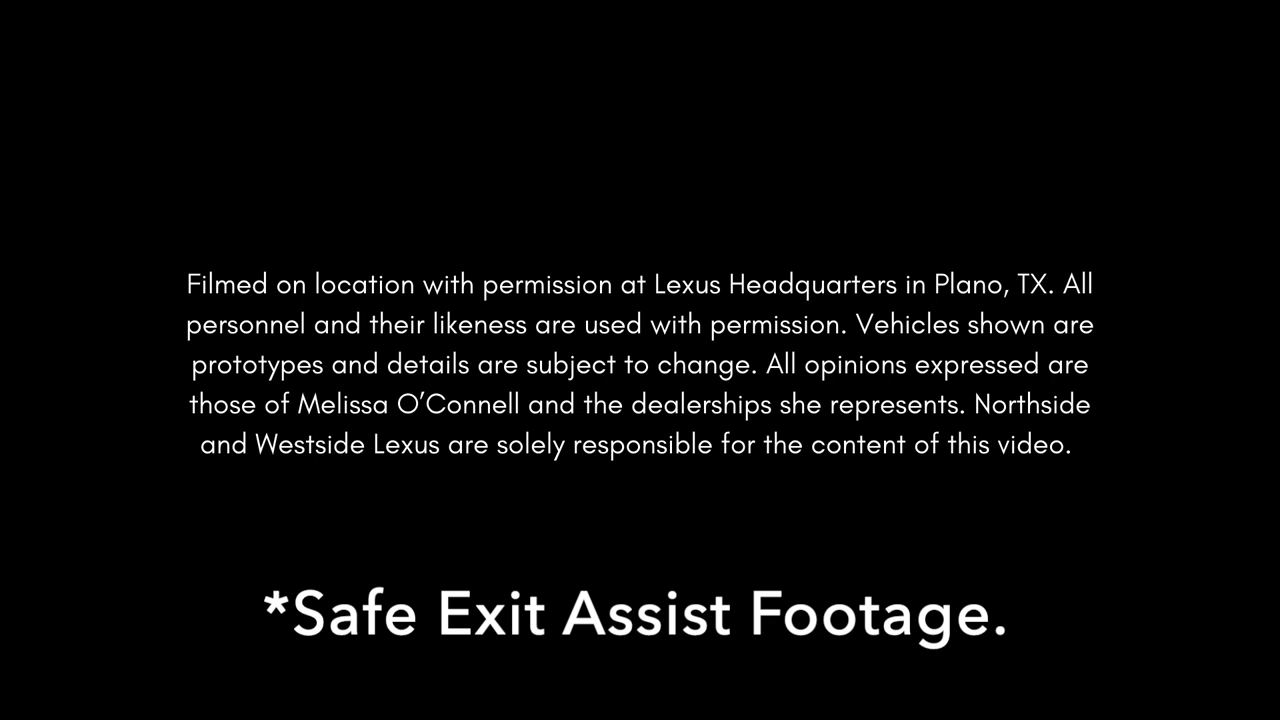 Filmed on location with permission at Lexus Headquarters in Plano, TX. All
personnel and their likeness are used with permission. Vehicles shown are
prototypes and details are subject to change. All opinions expressed are
those of Melissa O’Connell and the dealerships she represents. Northside
and Westside Lexus are solely responsible for the content of this video.
*Safe Exit Assist Footage.